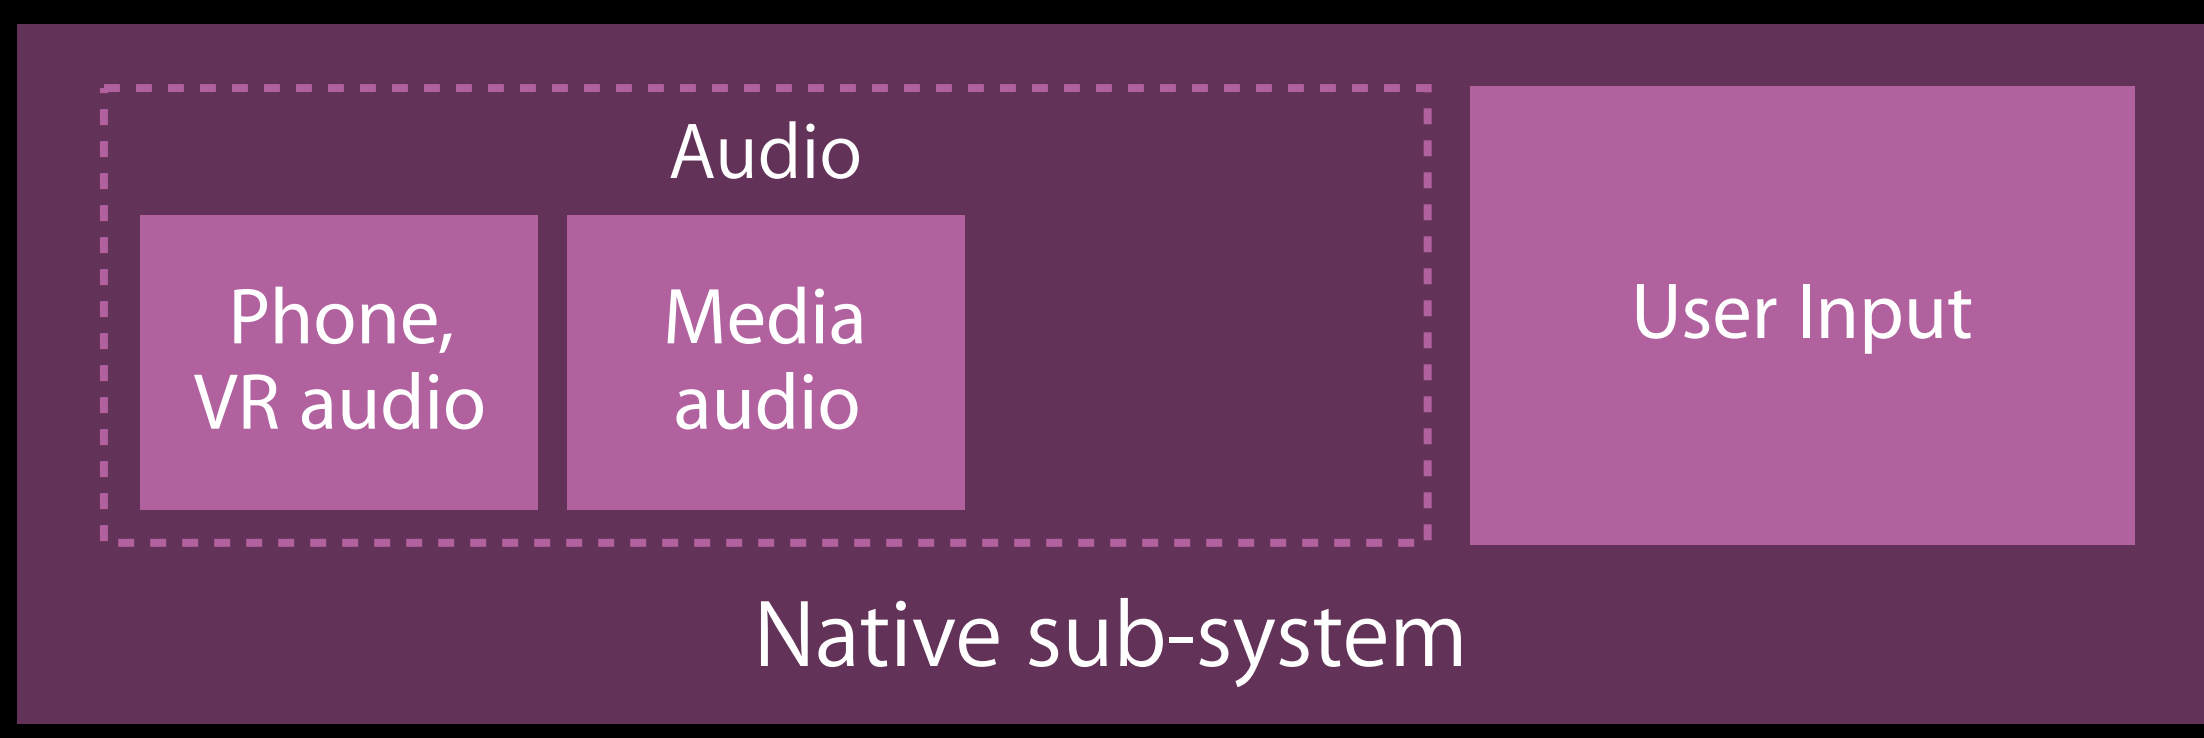 Audio
Phone,
VR audio
Media
audio
User Input
Native sub-system